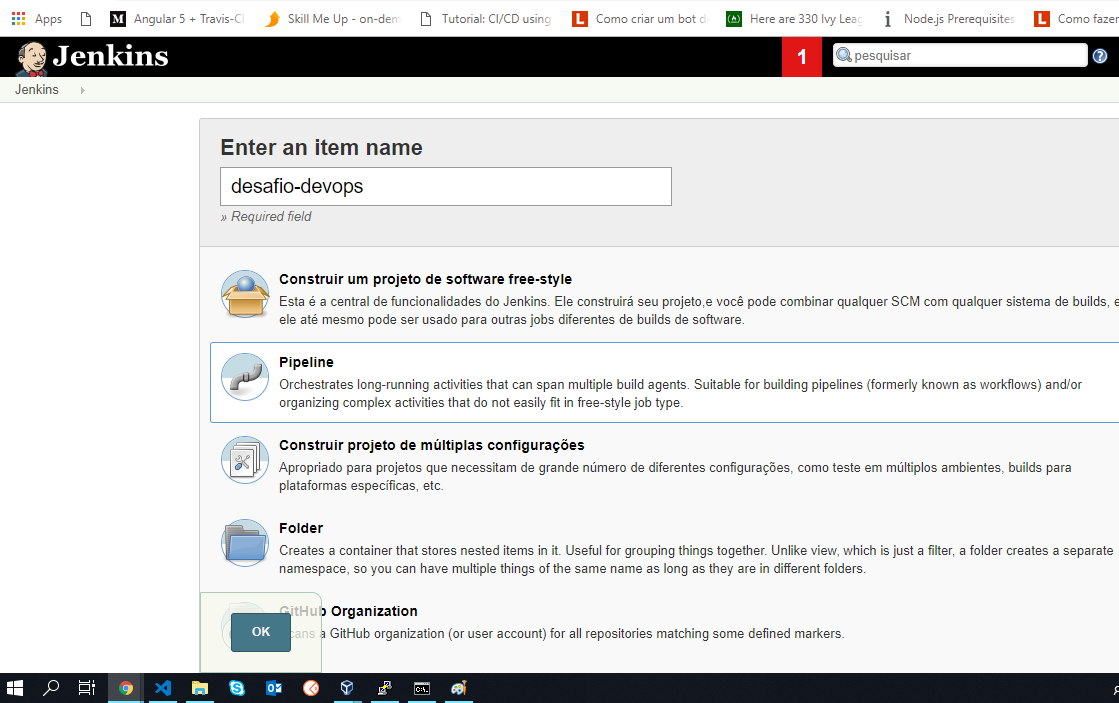 Apps
M Angular 5 + Travis-CI
Skill Me Up - on-dem
Tutorial: CI/CD using
L Como criar um bot d
Here are 330 Ivy Leag
Node.js Prerequisites
L Como fazer
Jenkins
1
pesquisar
?
Jenkins
Enter an item name
desafio-devops
» Required field
Construir um projeto de software free-style
Esta é a central de funcionalidades do Jenkins. Ele construirá seu projeto,e você pode combinar qualquer SCM com qualquer sistema de builds, e
ele até mesmo pode ser usado para outras jobs diferentes de builds de software.
Pipeline
Orchestrates long-running activities that can span multiple build agents. Suitable for building pipelines (formerly known as workflows) and/or
organizing complex activities that do not easily fit in free-style job type.
Construir projeto de múltiplas configurações
Apropriado para projetos que necessitam de grande número de diferentes configurações, como teste em múltiplos ambientes, builds para
plataformas específicas, etc.
Folder
Creates a container that stores nested items in it. Useful for grouping things together. Unlike view, which is just a filter, a folder creates a separate
namespace, so you can have multiple things of the same name as long as they are in different folders.
GitHub Organization
cans a GitHub organization (or user account) for all repositories matching some defined markers.
OK